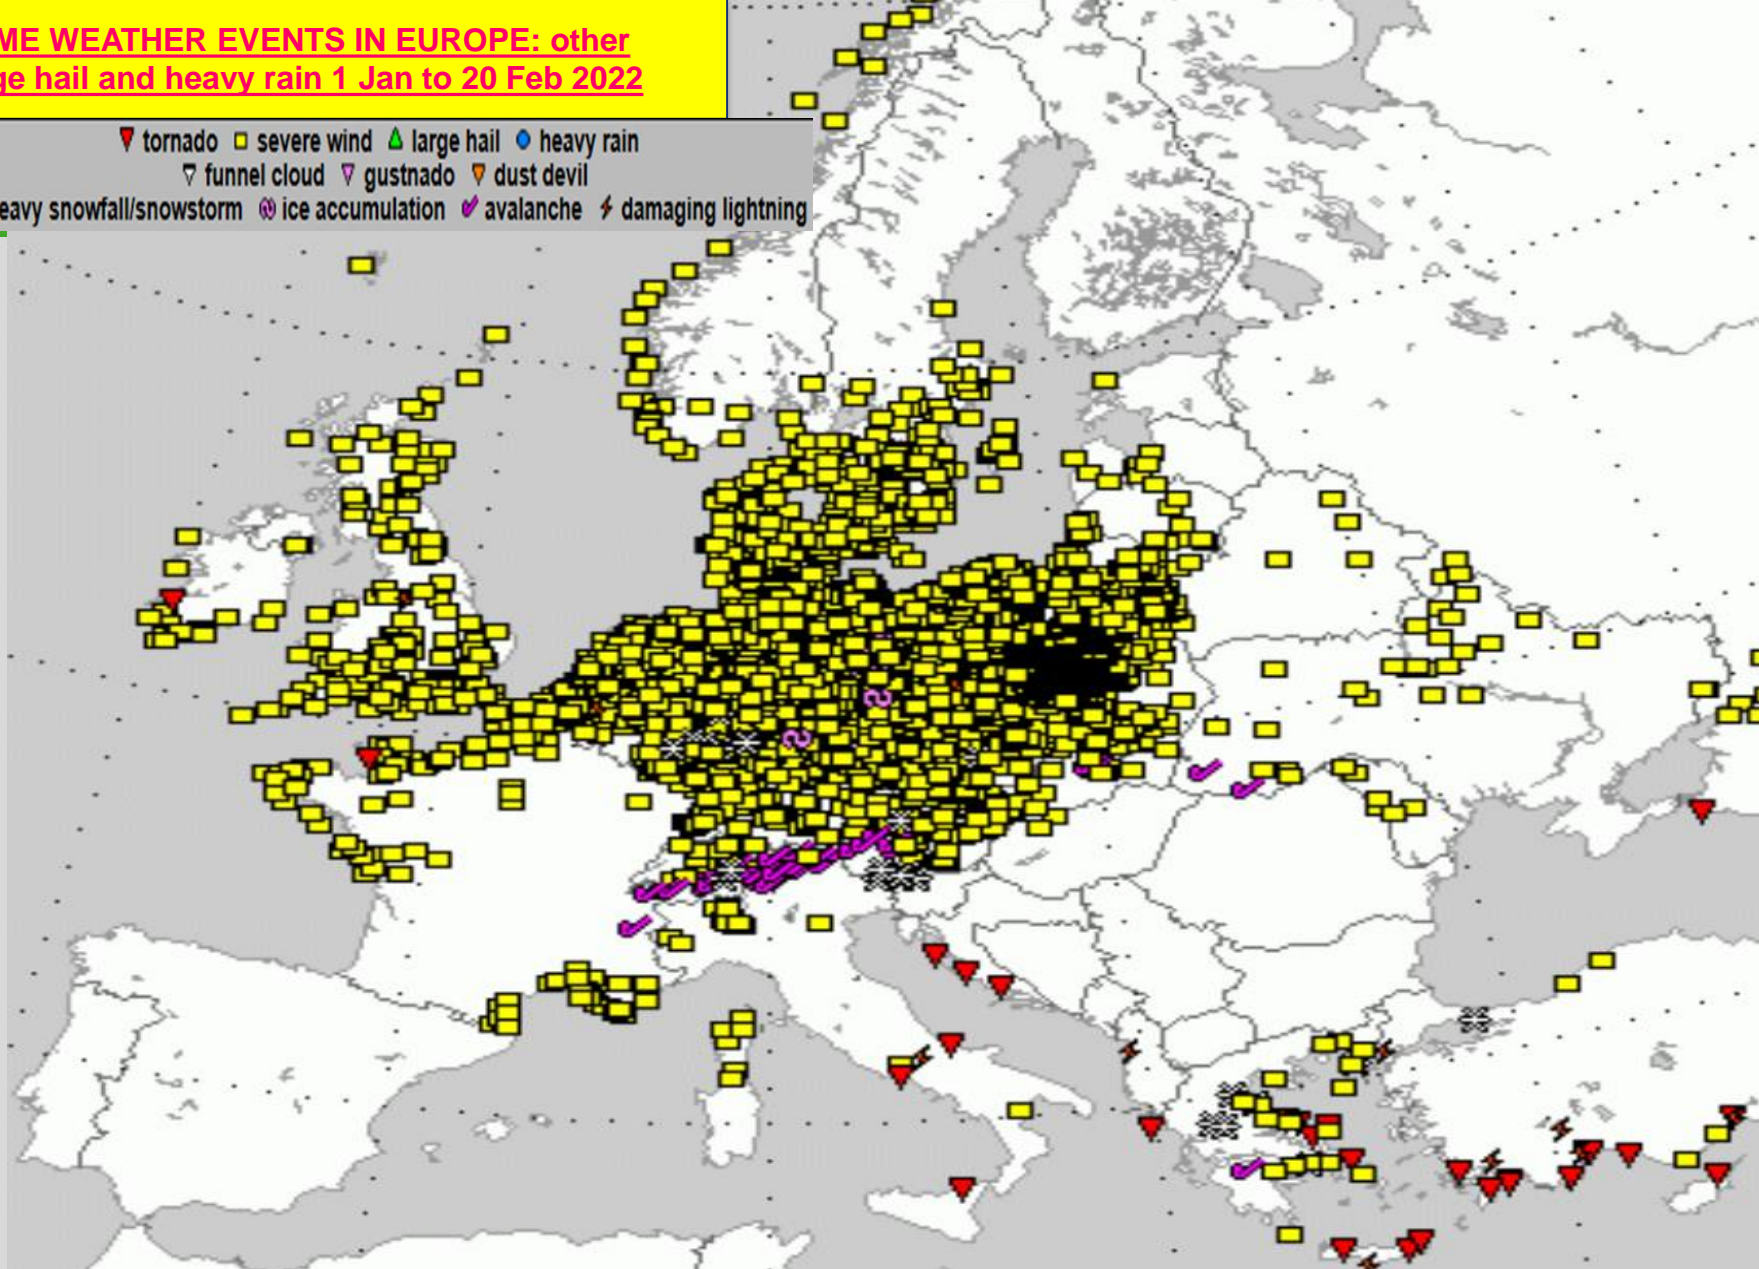 ME WEATHER EVENTS IN EUROPE: other
ge hail and heavy rain 1 Jan to 20 Feb 2022
tornado severe wind large hail heavy rain
funnel cloud gustnado dust devil
eavy snowfall/snowstorm ice accumulation avalanche damaging lightning